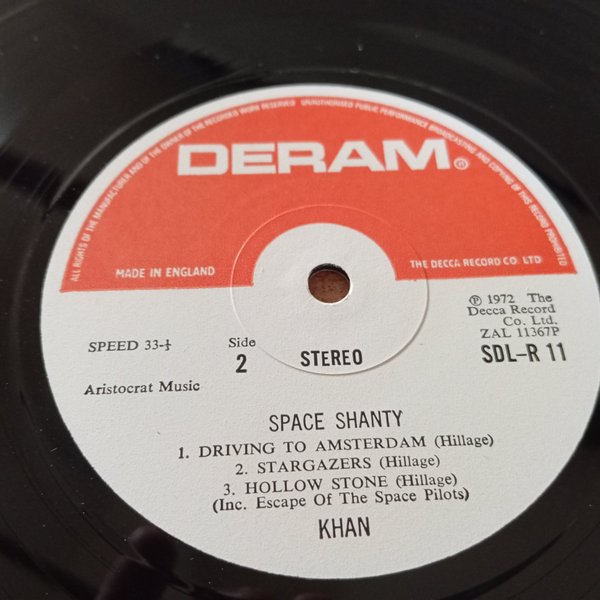 ALL RIGHTS OF THE MANUFACTURER AND OF THE OWNER OF THE RECORDED WORK RESERVED UNAUTHORISED PUBLIC PERFORMANCE BROADCASTING AND COPYING OF THIS RECORD PROHIBITED
DERAM®
MADE IN ENGLAND
THE DECCA RECORD CO. LTD
℗ 1972 The
Decca Record
Co. Ltd.
ZAL 11367P
SPEED 33-⅓
Side
2
STEREO
SDL-R 11
Aristocrat Music
SPACE SHANTY
1. DRIVING TO AMSTERDAM (Hillage)
2. STARGAZERS (Hillage)
3. HOLLOW STONE (Hillage)
(Inc. Escape Of The Space Pilots)
KHAN